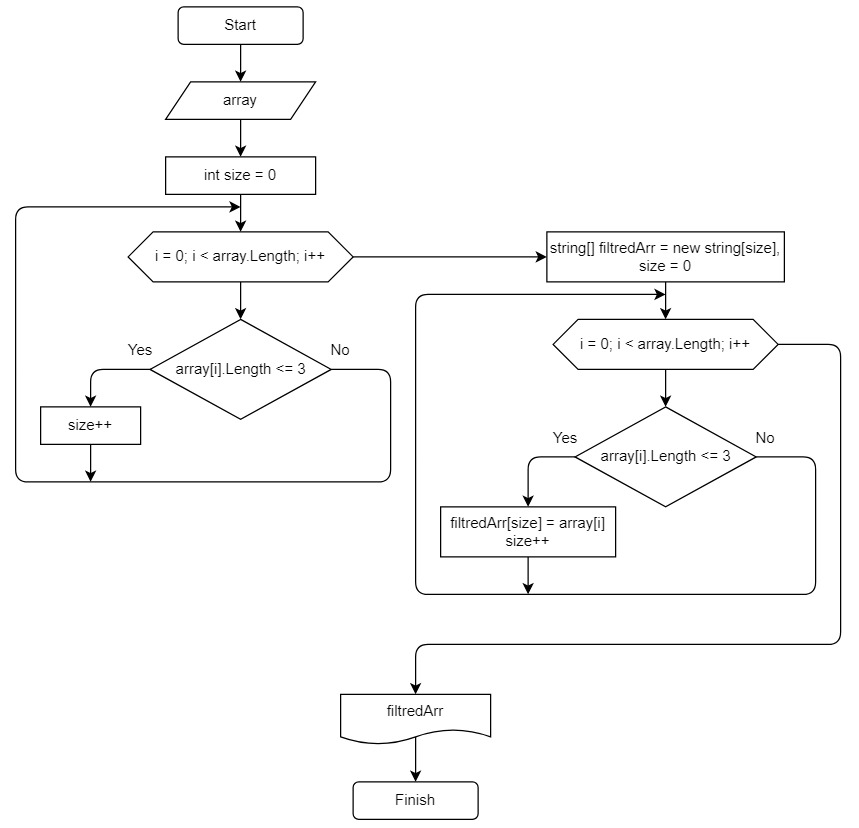 Start
array
int size = 0
i = 0; i < array.Length; i++
Yes
No
array[i].Length <= 3
size++
string[] filtredArr = new string[size],
size = 0
i = 0; i < array.Length; i++
Yes
No
array[i].Length <= 3
filtredArr[size] = array[i]
size++
filtredArr
Finish